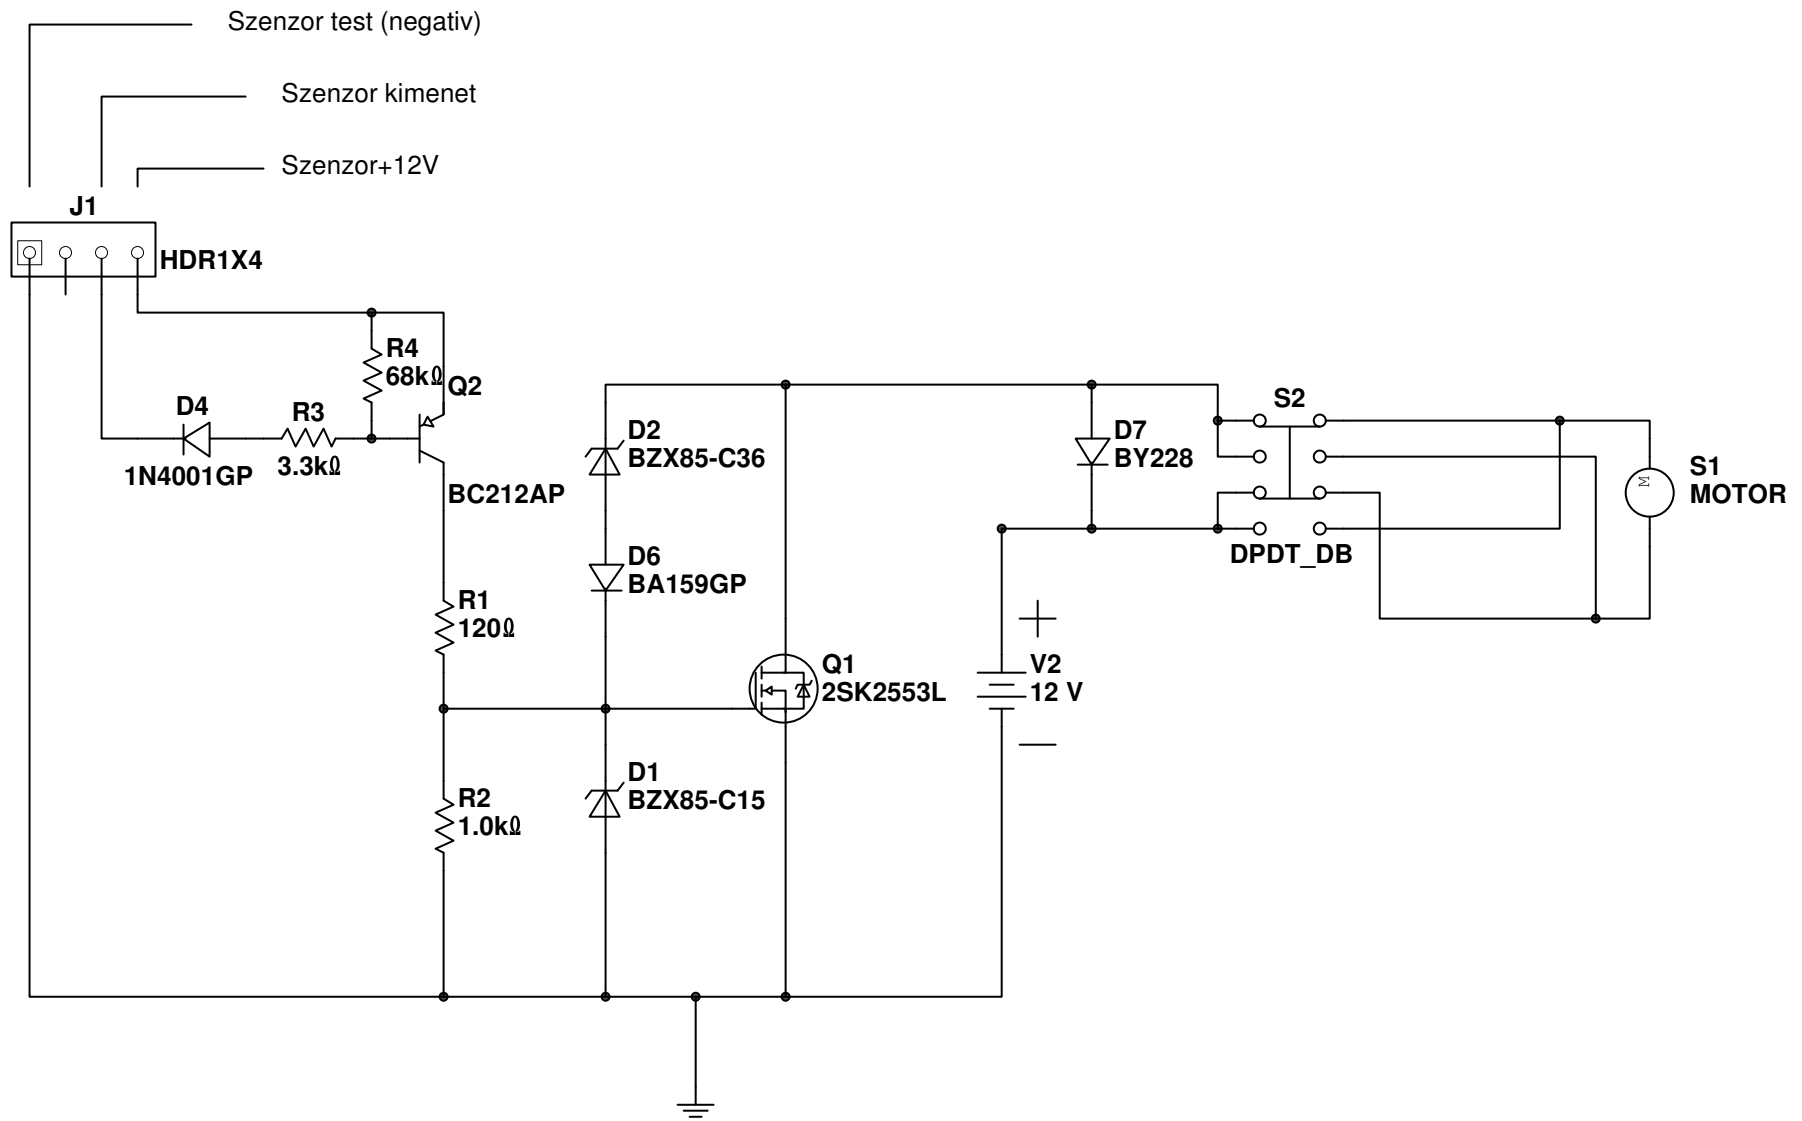 Szenzor test (negativ)
Szenzor kimenet
Szenzor+12V
J1
HDR1X4
R4
68kΩ
Q2
D4
1N4001GP
R3
3.3kΩ
BC212AP
D2
BZX85-C36
D7
BY228
S2
DPDT_DB
S1
MOTOR
M
D6
BA159GP
R1
120Ω
Q1
2SK2553L
V2
12 V
D1
BZX85-C15
R2
1.0kΩ